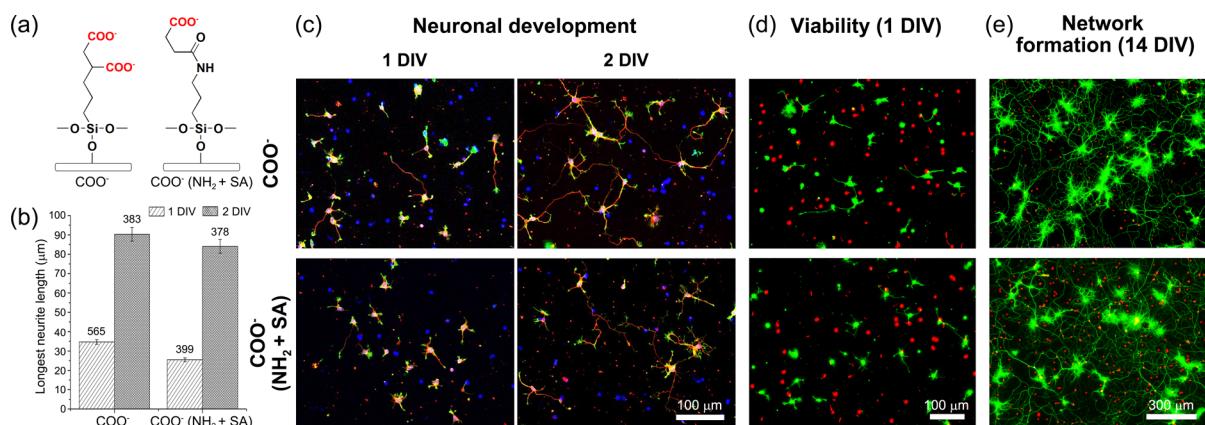 (a)
COO⁻
COO⁻
—O—Si—O—
O
COO⁻
COO⁻
O
NH
—O—Si—O—
O
COO⁻ (NH₂ + SA)
(b)
1 DIV
2 DIV
Longest neurite length (μm)
100
90
80
70
60
50
40
30
20
10
0
565
383
399
378
COO⁻
COO⁻ (NH₂ + SA)
(c)
Neuronal development
1 DIV
2 DIV
COO⁻
COO⁻
(NH₂ + SA)
100 μm
(d)
Viability (1 DIV)
100 μm
(e)
Network
formation (14 DIV)
300 μm